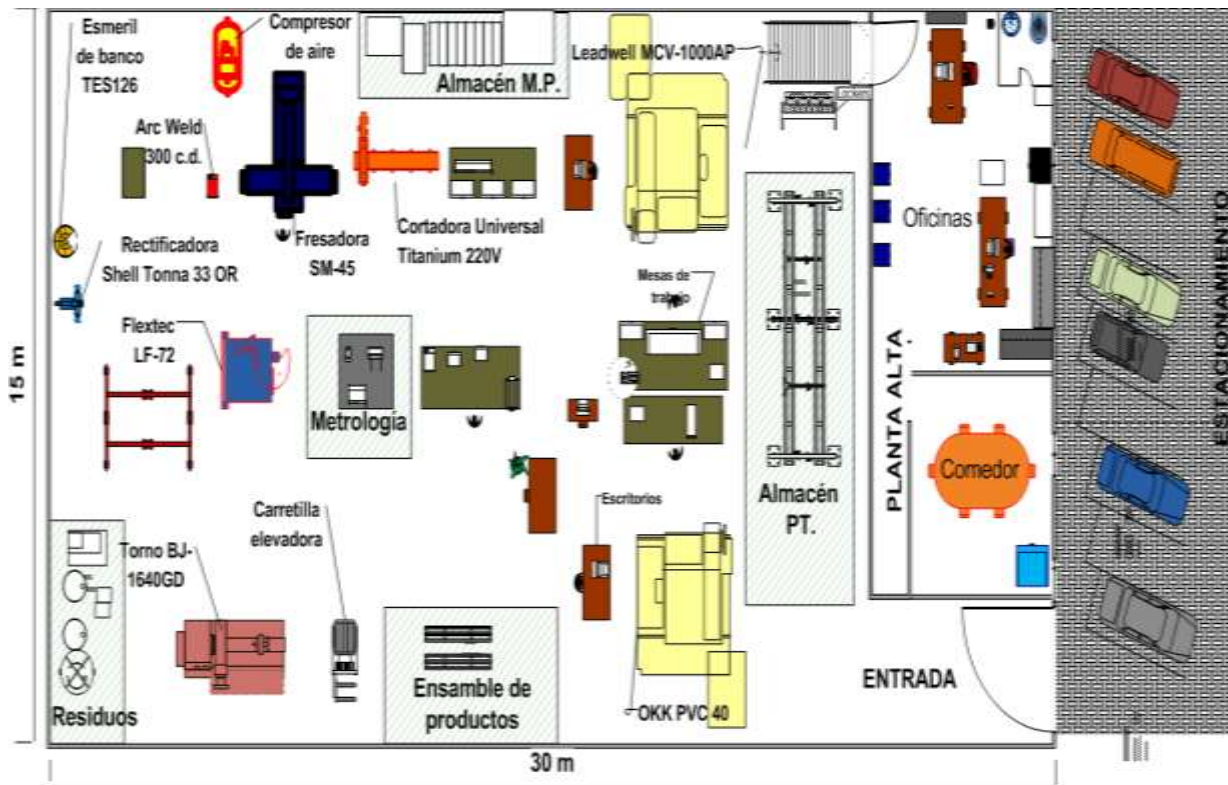 Esmeril
de banco
TES126
Compresor
de aire
Almacén M.P.
Leadwell MCV-1000AP
Arc Weld
300 c.d.
Rectificadora
Shell Tonna 33 OR
Fresadora
SM-45
Cortadora Universal
Titanium 220V
Mesas de
trabajo
Oficinas
Flextec
LF-72
Metrología
15 m
PLANTA ALTA.
ESTACIONAMIENTO
Comedor
Almacén
PT.
Escritorios
Carretilla
elevadora
Torno BJ-
1640GD
Residuos
Ensamble de
productos
OKK PVC 40
ENTRADA
30 m